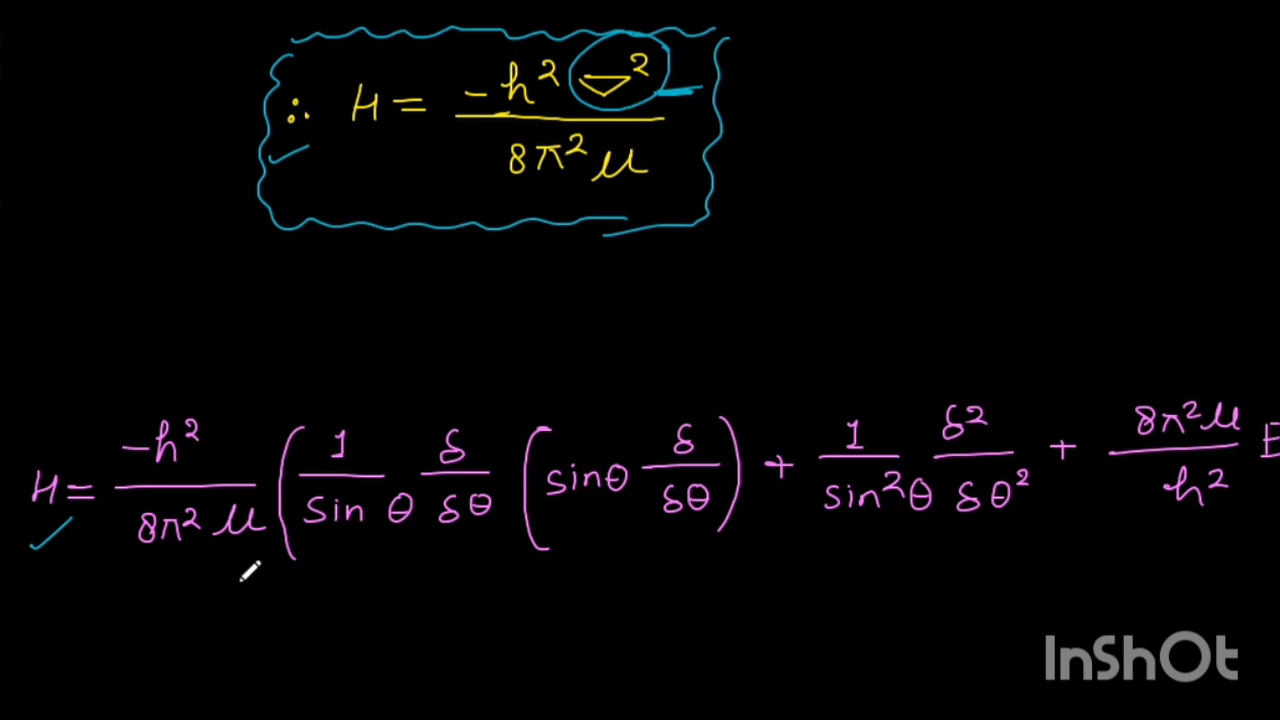 ∴ H = -h² ▽² / 8π²μ
H = -h² / 8π²μ ( 1 / sin θ δ / δθ ( sinθ δ / δθ ) + 1 / sin²θ δ² / δθ² + 8π²μ / h² E
InShOt